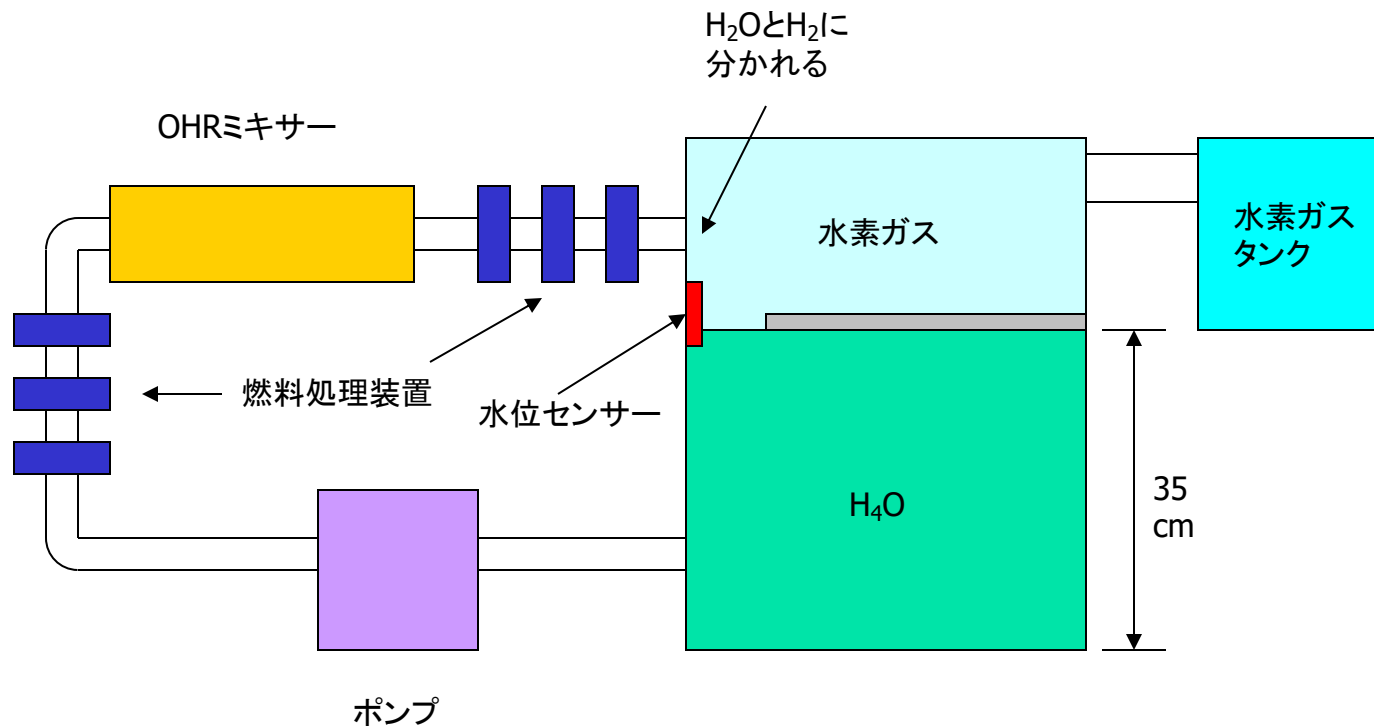 H₂OとH₂に
分かれる
OHRミキサー
水素ガス
水素ガス
タンク
燃料処理装置
水位センサー
H₄O
35
cm
ポンプ